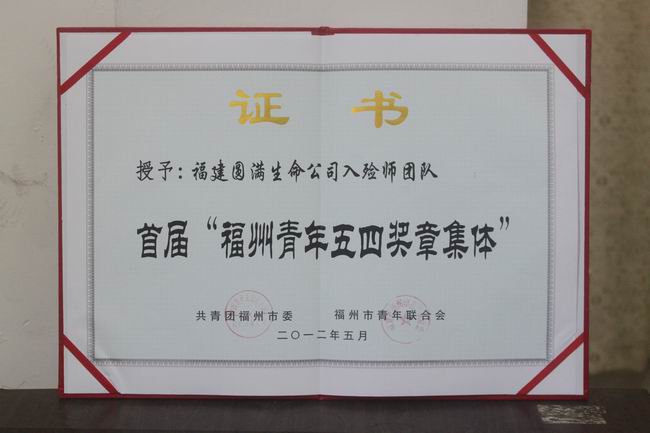 证书
授予：福建圆满生命公司入殓师团队
首届“福州青年五四奖章集体”
共青团福州市委 福州市青年联合会
二〇一二年五月